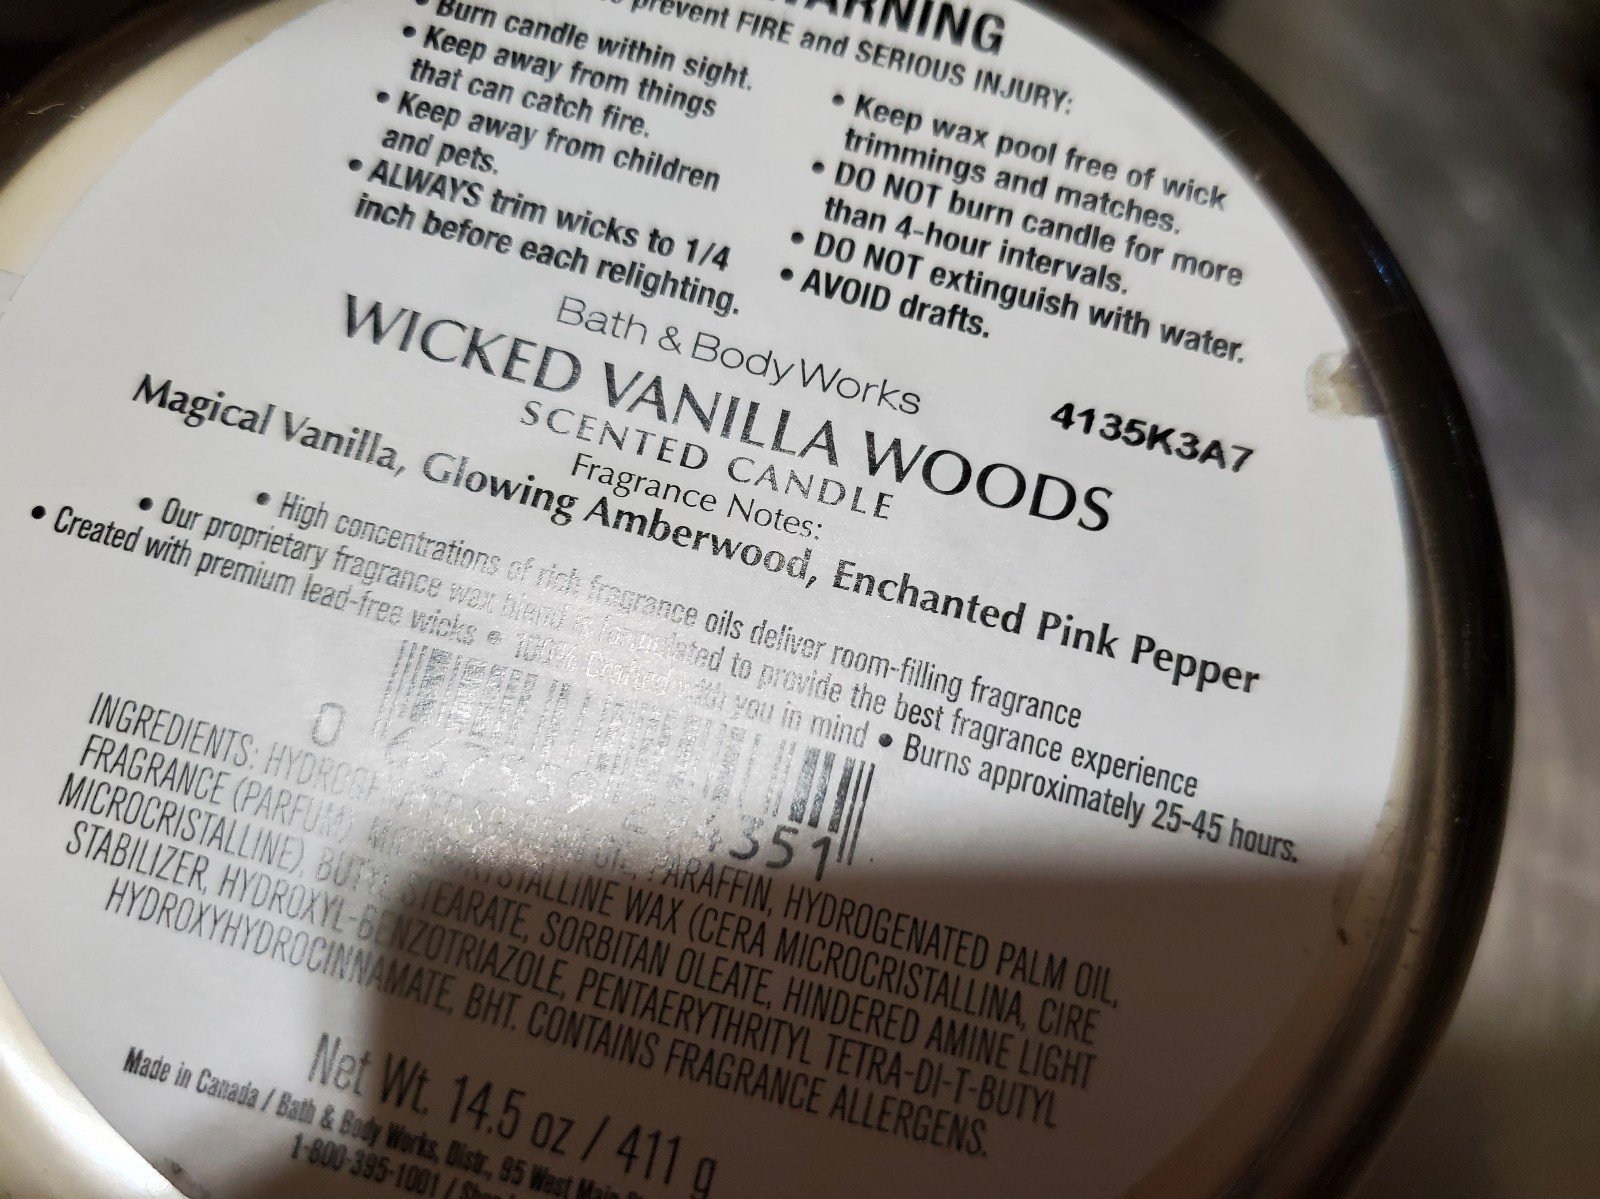 WARNING
prevent FIRE and SERIOUS INJURY:
• Burn candle within sight.
• Keep away from things
that can catch fire.
• Keep away from children
and pets.
• ALWAYS trim wicks to 1/4
inch before each relighting.
• Keep wax pool free of wick
trimmings and matches.
• DO NOT burn candle for more
than 4-hour intervals.
• DO NOT extinguish with water.
• AVOID drafts.
Bath & Body Works
4135K3A7
WICKED VANILLA WOODS
SCENTED CANDLE
Fragrance Notes:
Magical Vanilla, Glowing Amberwood, Enchanted Pink Pepper
• High concentrations of rich fragrance oils deliver room-filling fragrance
• Our proprietary fragrance wax blend is formulated to provide the best fragrance experience
• Created with premium lead-free wicks • 100% crafted with you in mind • Burns approximately 25-45 hours.
INGREDIENTS: PARAFFIN, HYDROGENATED PALM OIL,
FRAGRANCE (PARFUM), MICROCRYSTALLINE WAX (CERA MICROCRISTALLINA, CIRE
MICROCRISTALLINE), BUTYL STEARATE, SORBITAN OLEATE, HINDERED AMINE LIGHT
STABILIZER, HYDROXYL-BENZOTRIAZOLE, PENTAERYTHRITYL TETRA-DI-T-BUTYL
HYDROXYHYDROCINNAMATE, BHT. CONTAINS FRAGRANCE ALLERGENS.
Net Wt. 14.5 oz / 411 g
Made in Canada / Bath & Body Works, Distr., 95 West Main
1-800-395-1001 /